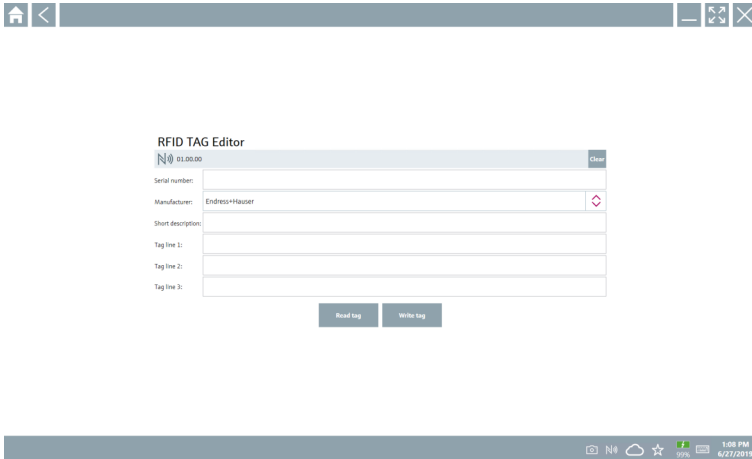 RFID TAG Editor
01.00.00 Clear
Serial number:
Manufacturer: Endress+Hauser
Short description:
Tag line 1:
Tag line 2:
Tag line 3:
Read tag Write tag
99% 1:08 PM
6/27/2019